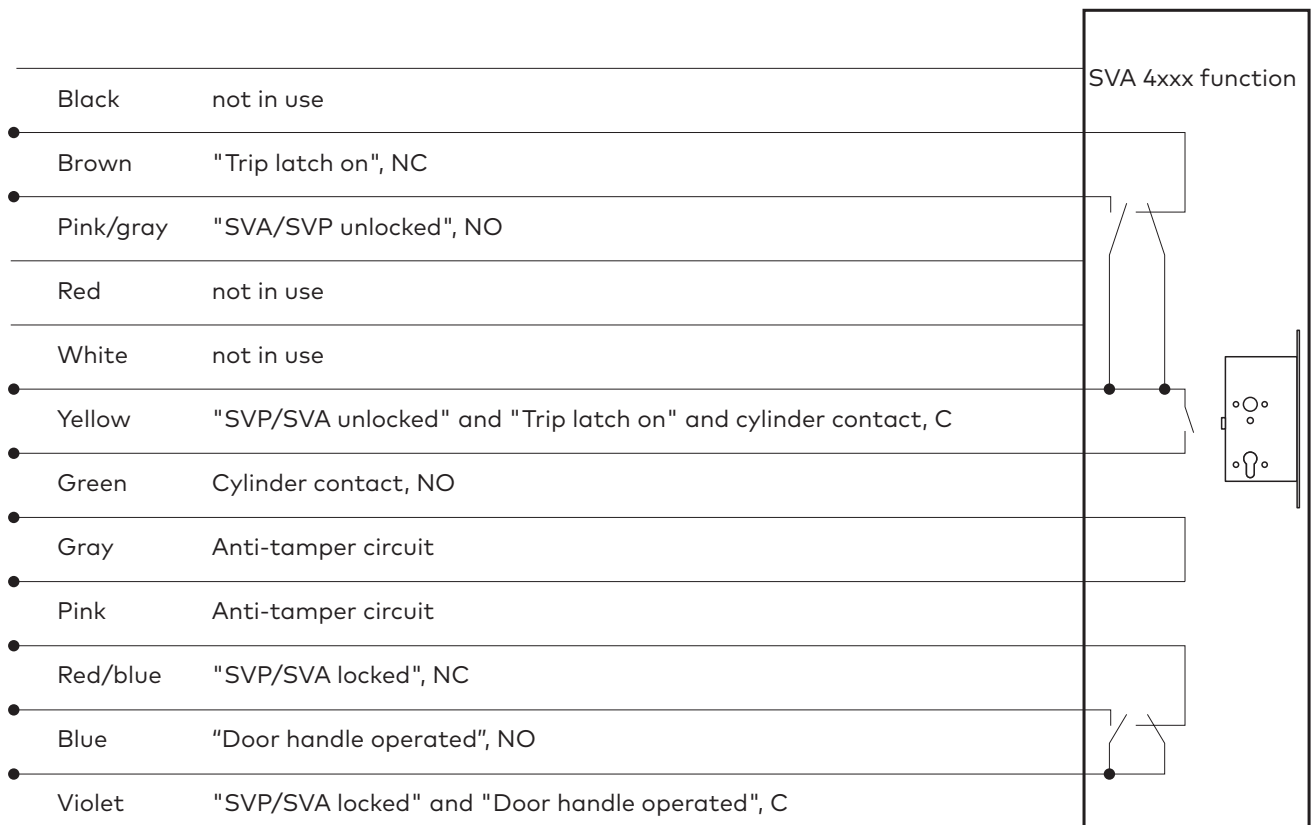 SVA 4xxx function
Black not in use
Brown "Trip latch on", NC
Pink/gray "SVA/SVP unlocked", NO
Red not in use
White not in use
Yellow "SVP/SVA unlocked" and "Trip latch on" and cylinder contact, C
Green Cylinder contact, NO
Gray Anti-tamper circuit
Pink Anti-tamper circuit
Red/blue "SVP/SVA locked", NC
Blue “Door handle operated”, NO
Violet "SVP/SVA locked" and "Door handle operated", C